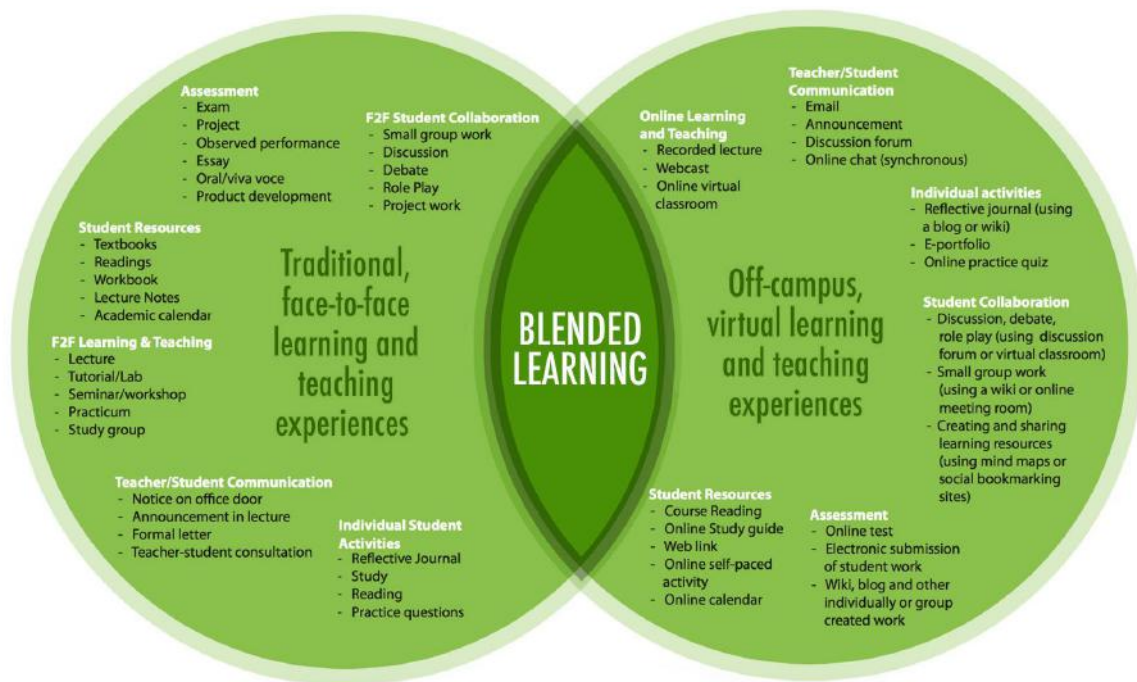 Assessment
- Exam
- Project
- Observed performance
- Essay
- Oral/viva voce
- Product development
F2F Student Collaboration
- Small group work
- Discussion
- Debate
- Role Play
- Project work
Student Resources
- Textbooks
- Readings
- Workbook
- Lecture Notes
- Academic calendar
F2F Learning & Teaching
- Lecture
- Tutorial/Lab
- Seminar/workshop
- Practicum
- Study group
Traditional,
face-to-face
learning and
teaching
experiences
Teacher/Student Communication
- Notice on office door
- Announcement in lecture
- Formal letter
- Teacher-student consultation
Individual Student
Activities
- Reflective Journal
- Study
- Reading
- Practice questions
BLENDED
LEARNING
Online Learning
and Teaching
- Recorded lecture
- Webcast
- Online virtual
classroom
Teacher/Student
Communication
- Email
- Announcement
- Discussion forum
- Online chat (synchronous)
Individual activities
- Reflective journal (using
a blog or wiki)
- E-portfolio
- Online practice quiz
Off-campus,
virtual learning
and teaching
experiences
Student Collaboration
- Discussion, debate,
role play (using discussion
forum or virtual classroom)
- Small group work
(using a wiki or online
meeting room)
- Creating and sharing
learning resources
(using mind maps or
social bookmarking
sites)
Student Resources
- Course Reading
- Online Study guide
- Web link
- Online self-paced
activity
- Online calendar
Assessment
- Online test
- Electronic submission
of student work
- Wiki, blog and other
individually or group
created work